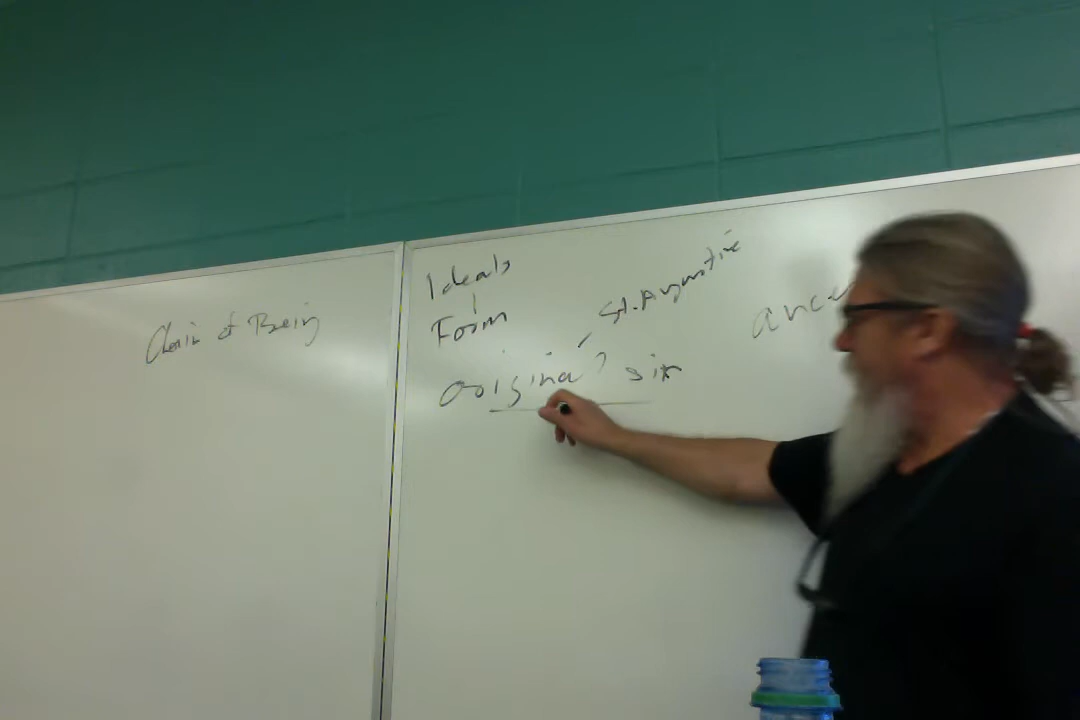 Chain of Being
Ideals
Form
St. Augustine
original sin